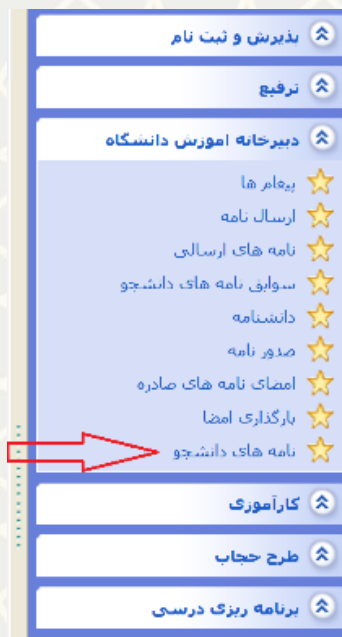 پذیرش و ثبت نام
ترفیع
دبیرخانه آموزش دانشگاه
پیغام ها
ارسال نامه
نامه های ارسالی
سوابق نامه های دانشجو
دانشنامه
صدور نامه
امضای نامه های صادره
بارگذاری امضا
نامه های دانشجو
کارآموزی
طرح حجاب
برنامه ریزی درسی